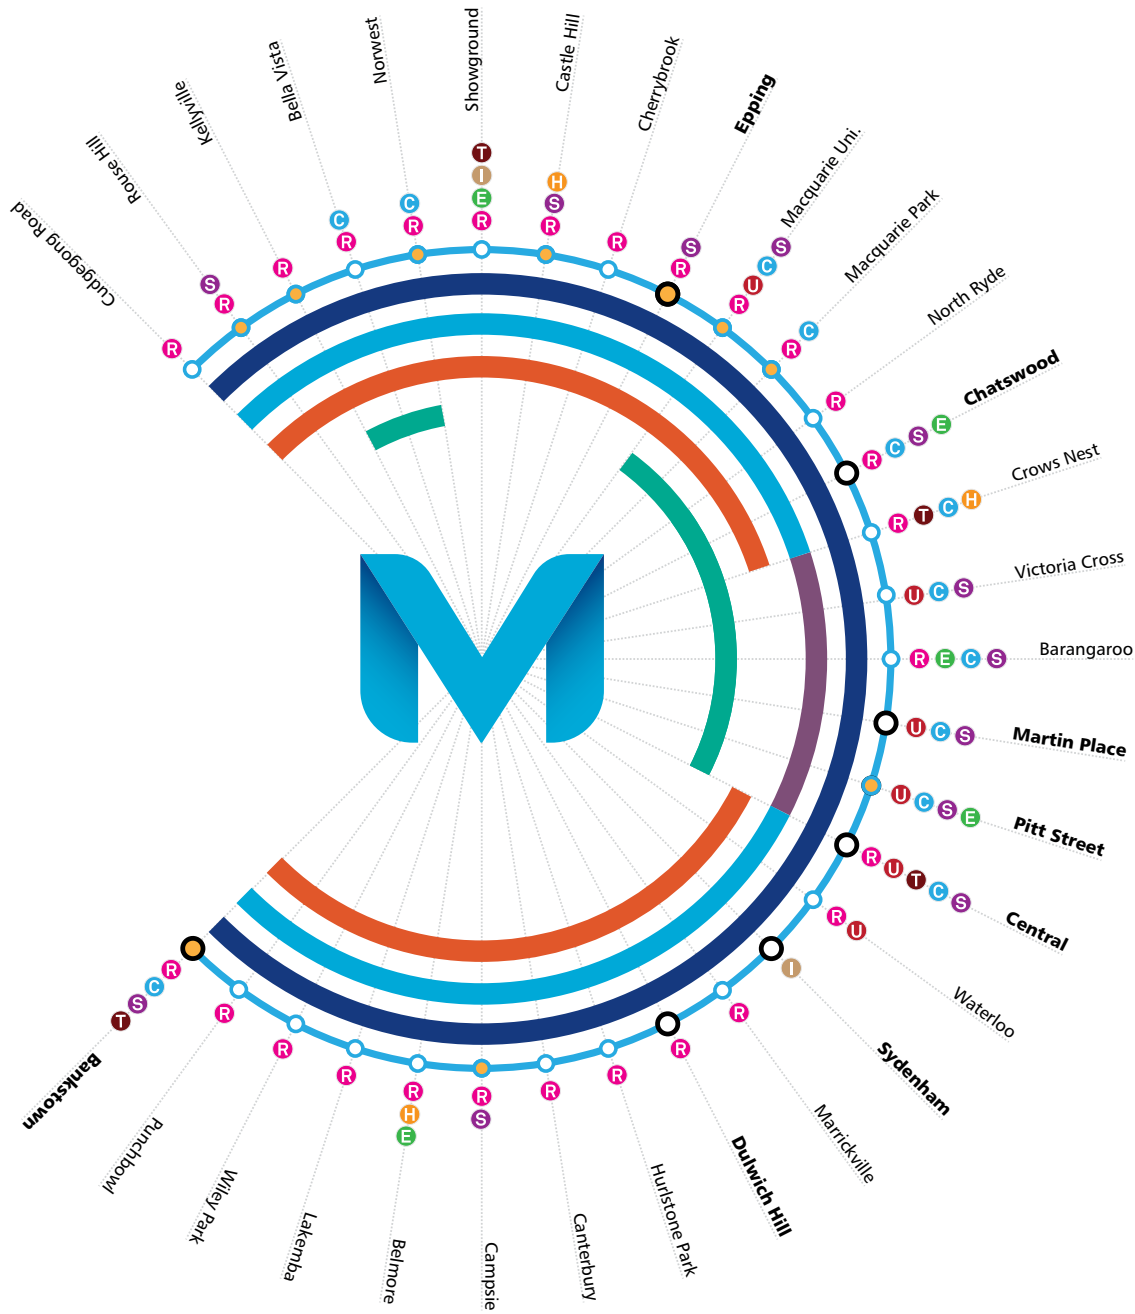 Cudgegong Road
R
Rouse Hill
S
R
Kellyville
R
Bella Vista
C
R
Norwest
C
R
Showground
T
I
E
R
Castle Hill
H
S
R
Cherrybrook
R
Epping
S
R
Macquarie Uni.
S
C
U
R
Macquarie Park
C
R
North Ryde
R
Chatswood
R C S E
Crows Nest
R T C H
Victoria Cross
U C S
Barangaroo
R E C S
Martin Place
U C S
Pitt Street
U C S E
Central
R U T C S
Waterloo
R U
Sydenham
I
Marrickville
R
Dulwich Hill
R
Hurlstone Park
R
Canterbury
R
Campsie
R
S
Belmore
R
H
E
Lakemba
R
Wiley Park
R
Punchbowl
R
Bankstown
R
C
S
T
M